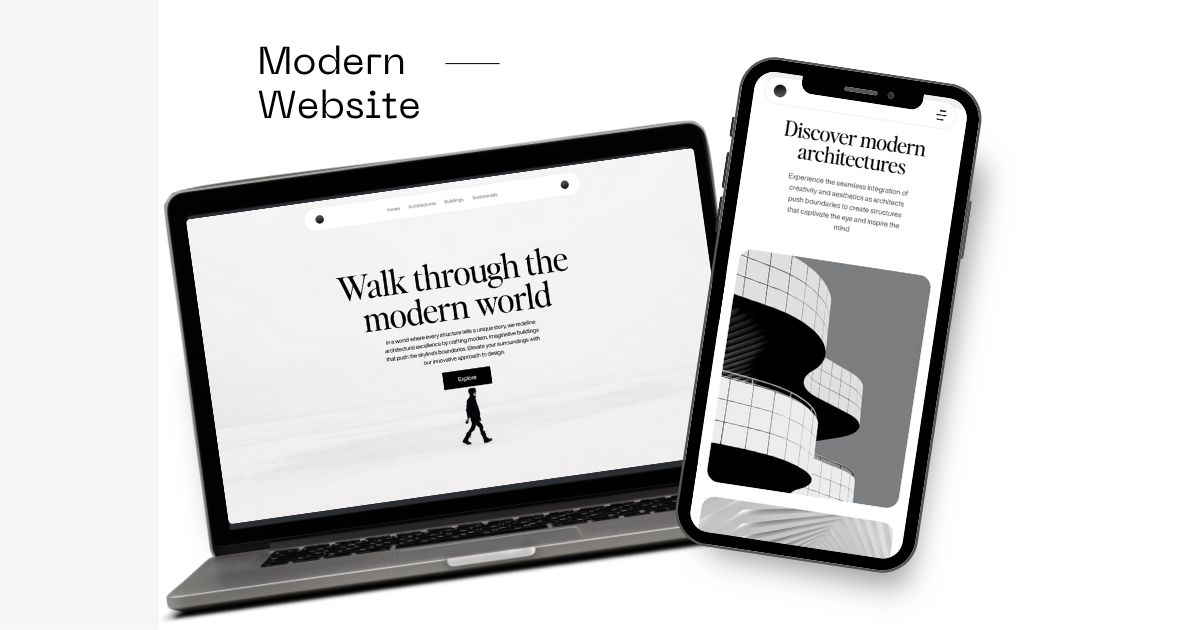 Modern
Website
Home Architectures Buildings Testimonials
Walk through the
modern world
In a world where every structure tells a unique story, we redefine
architectural excellence by crafting modern, imaginative buildings
that push the skyline's boundaries. Elevate your surroundings with
our innovative approach to design.
Explore
Discover modern
architectures
Experience the seamless integration of
creativity and aesthetics as architects
push boundaries to create structures
that captivate the eye and inspire the
mind